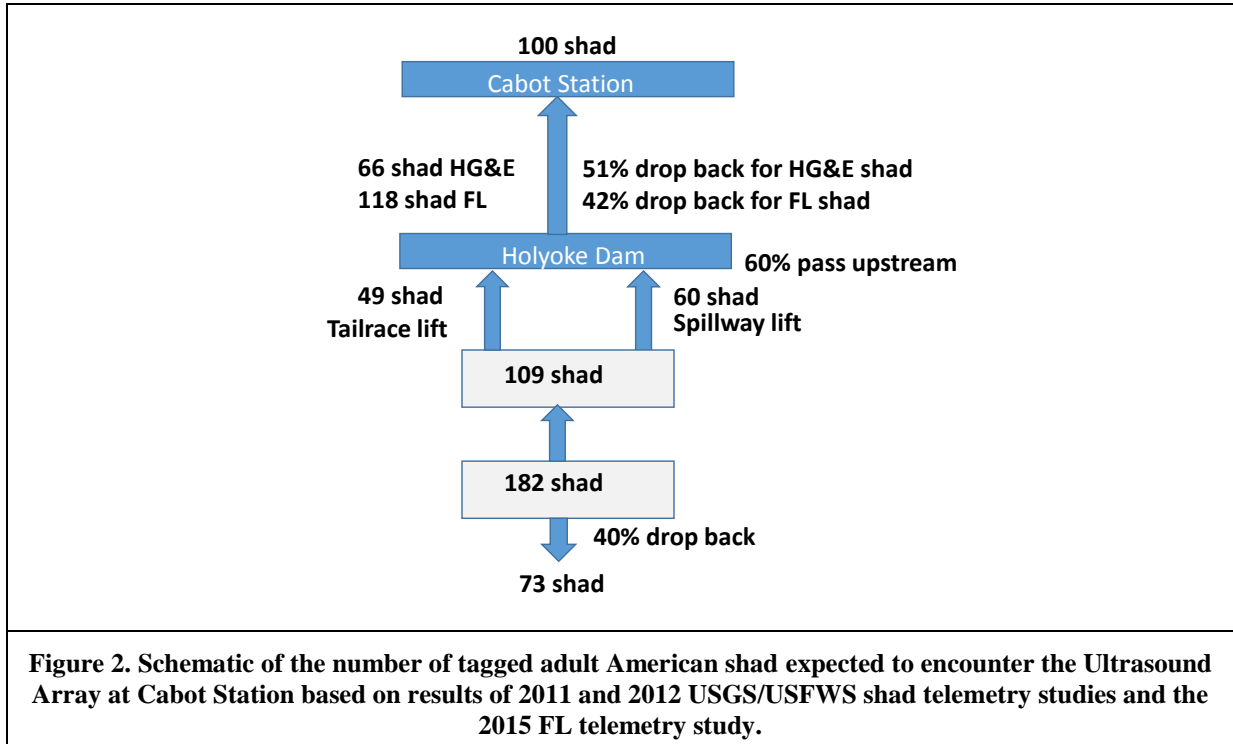 100 shad
Cabot Station
66 shad HG&E
118 shad FL
51% drop back for HG&E shad
42% drop back for FL shad
Holyoke Dam
60% pass upstream
49 shad
Tailrace lift
60 shad
Spillway lift
109 shad
182 shad
40% drop back
73 shad
Figure 2. Schematic of the number of tagged adult American shad expected to encounter the Ultrasound
Array at Cabot Station based on results of 2011 and 2012 USGS/USFWS shad telemetry studies and the
2015 FL telemetry study.